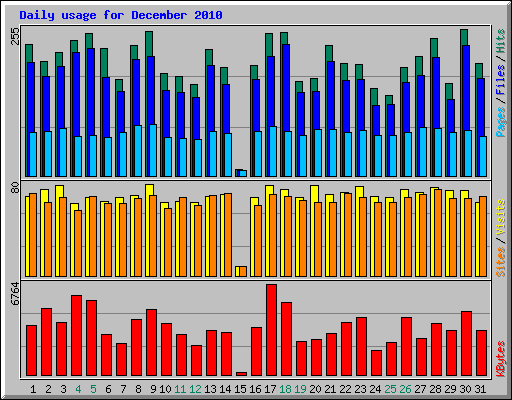 Daily usage for December 2010
255
Pages / Files / Hits
80
Sites / Visits
6764
KBytes
1 2 3 4 5 6 7 8 9 10 11 12 13 14 15 16 17 18 19 20 21 22 23 24 25 26 27 28 29 30 31